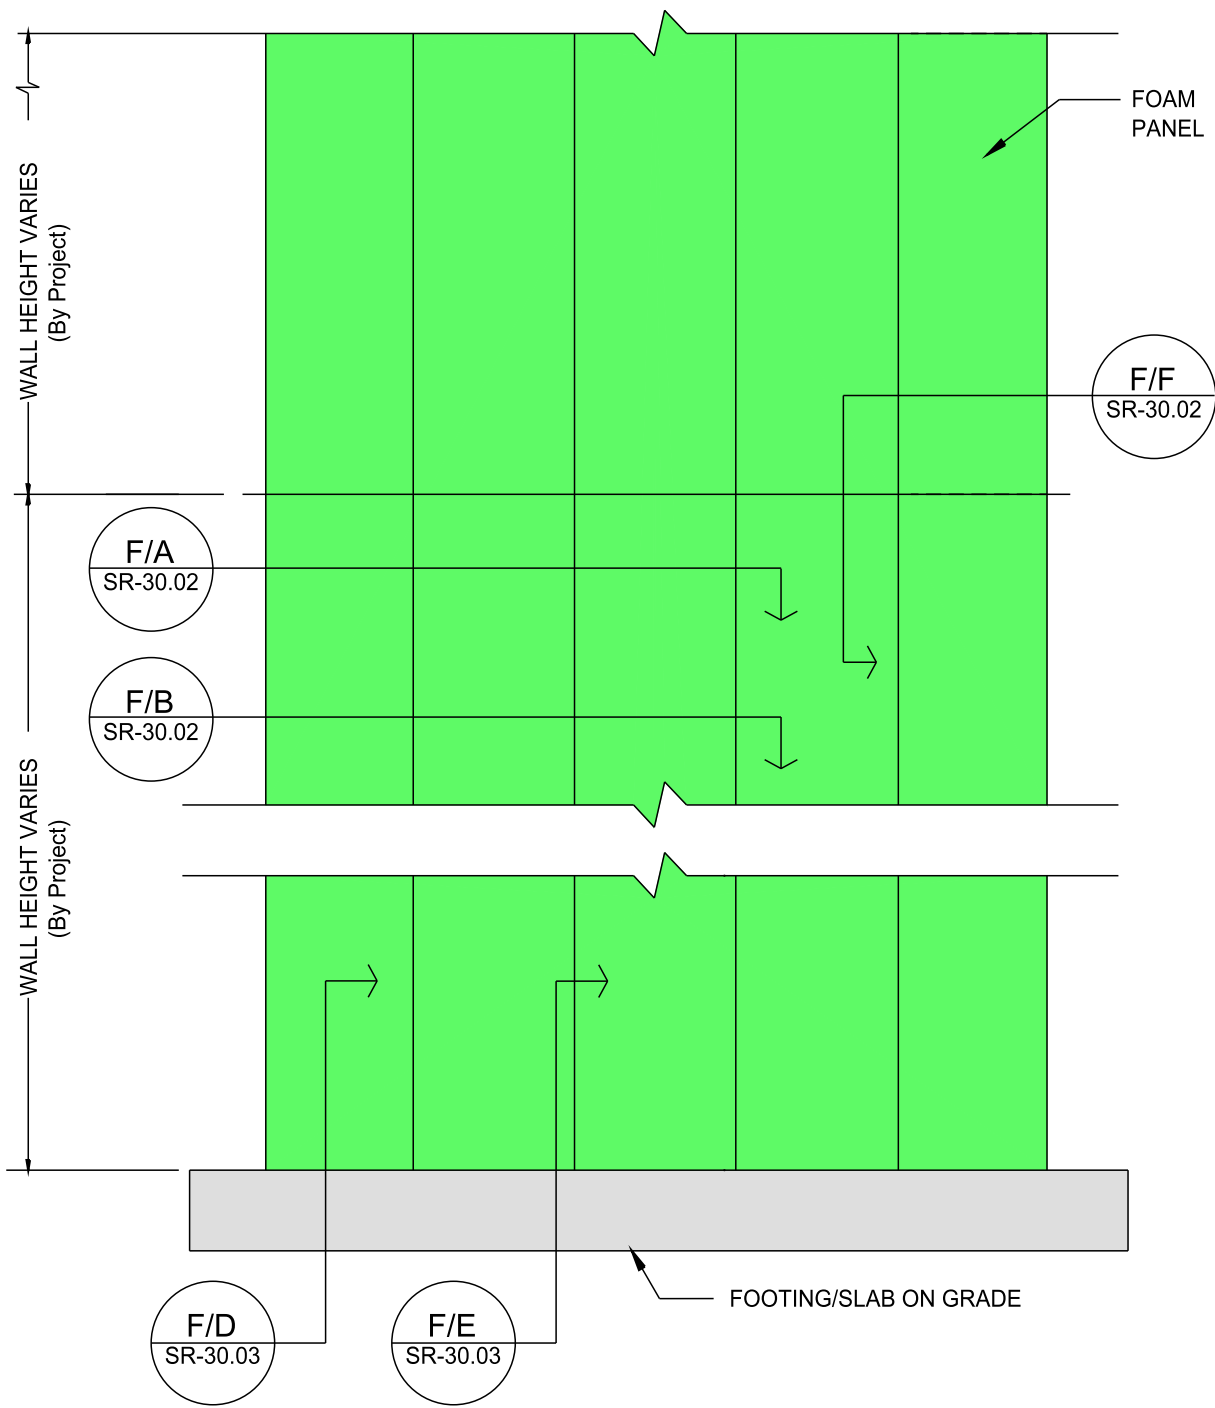 FOAM
PANEL
WALL HEIGHT VARIES
(By Project)
F/F
SR-30.02
F/A
SR-30.02
F/B
SR-30.02
WALL HEIGHT VARIES
(By Project)
FOOTING/SLAB ON GRADE
F/D
SR-30.03
F/E
SR-30.03